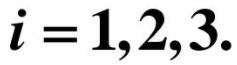 i = 1,2,3.